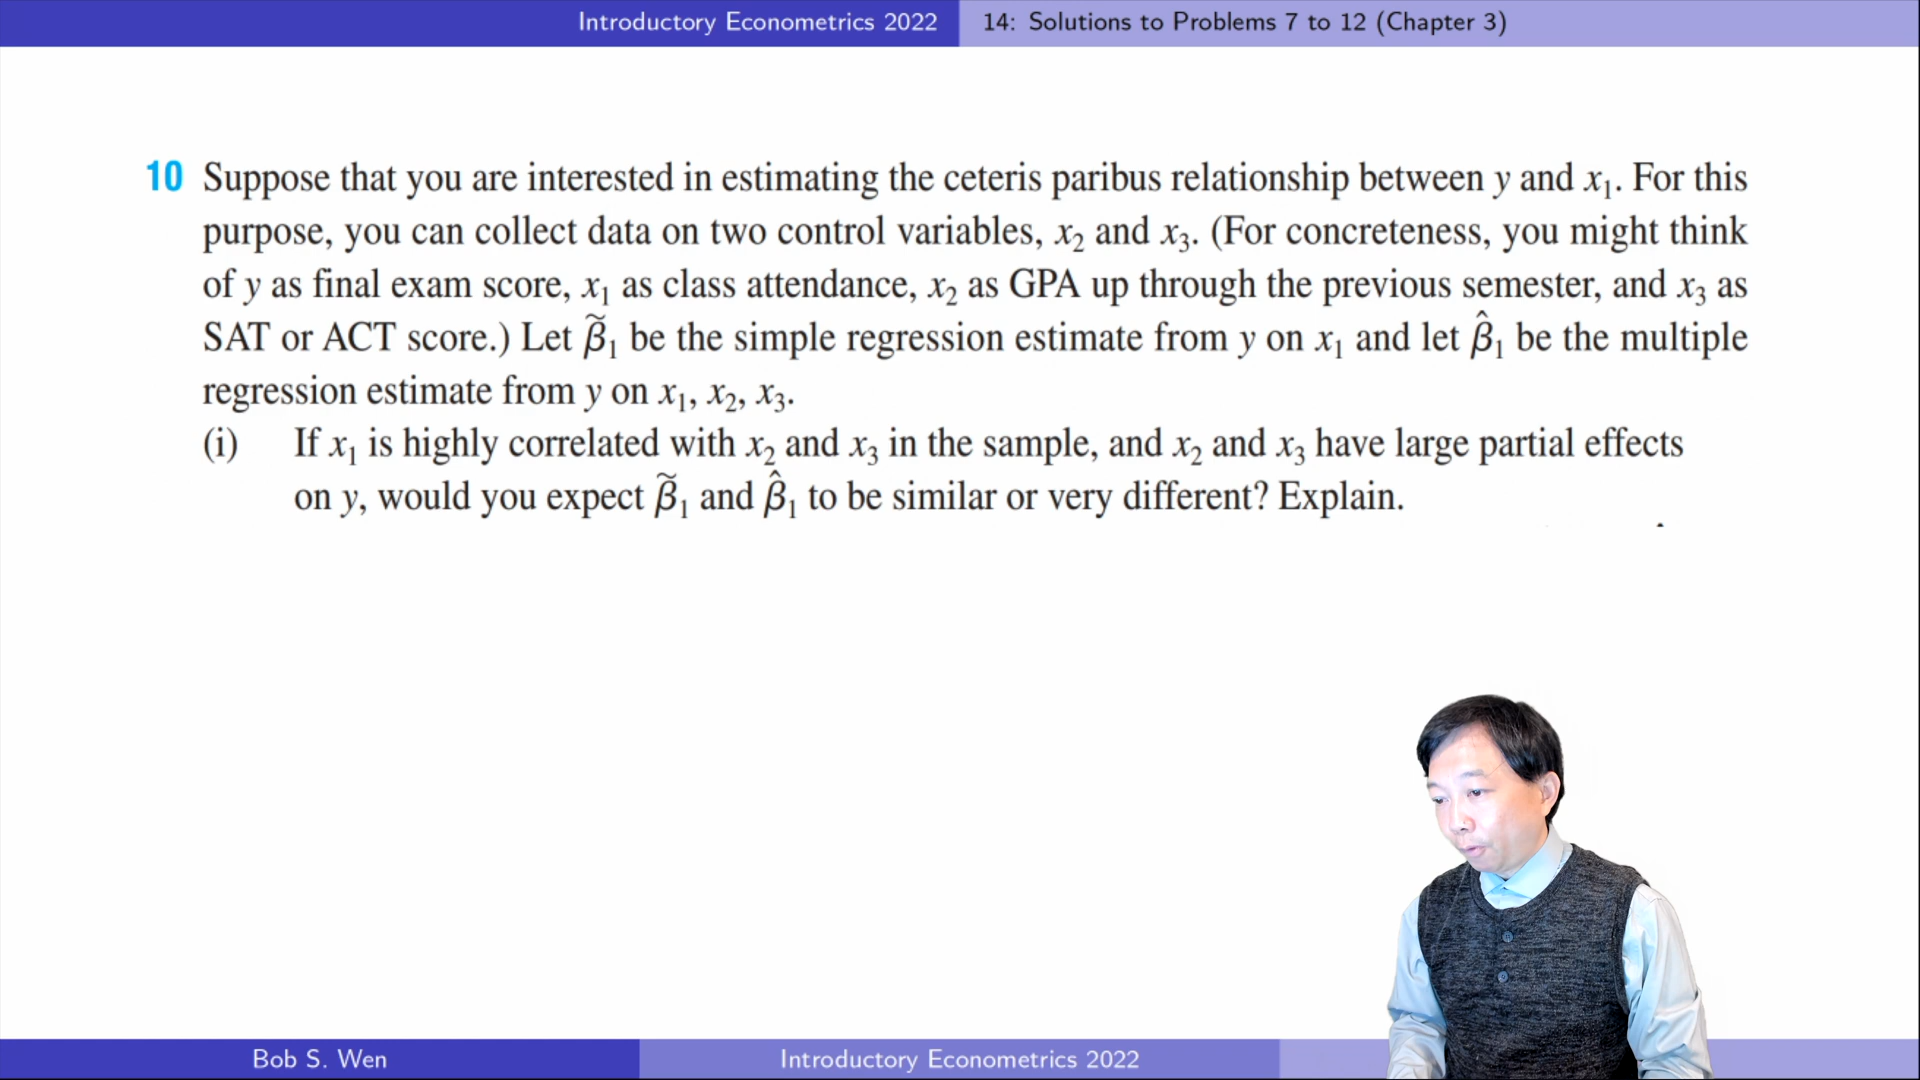 Introductory Econometrics 2022 14: Solutions to Problems 7 to 12 (Chapter 3)
10 Suppose that you are interested in estimating the ceteris paribus relationship between y and x₁. For this
purpose, you can collect data on two control variables, x₂ and x₃. (For concreteness, you might think
of y as final exam score, x₁ as class attendance, x₂ as GPA up through the previous semester, and x₃ as
SAT or ACT score.) Let β̃₁ be the simple regression estimate from y on x₁ and let β̂₁ be the multiple
regression estimate from y on x₁, x₂, x₃.
(i) If x₁ is highly correlated with x₂ and x₃ in the sample, and x₂ and x₃ have large partial effects
on y, would you expect β̃₁ and β̂₁ to be similar or very different? Explain.
Bob S. Wen Introductory Econometrics 2022